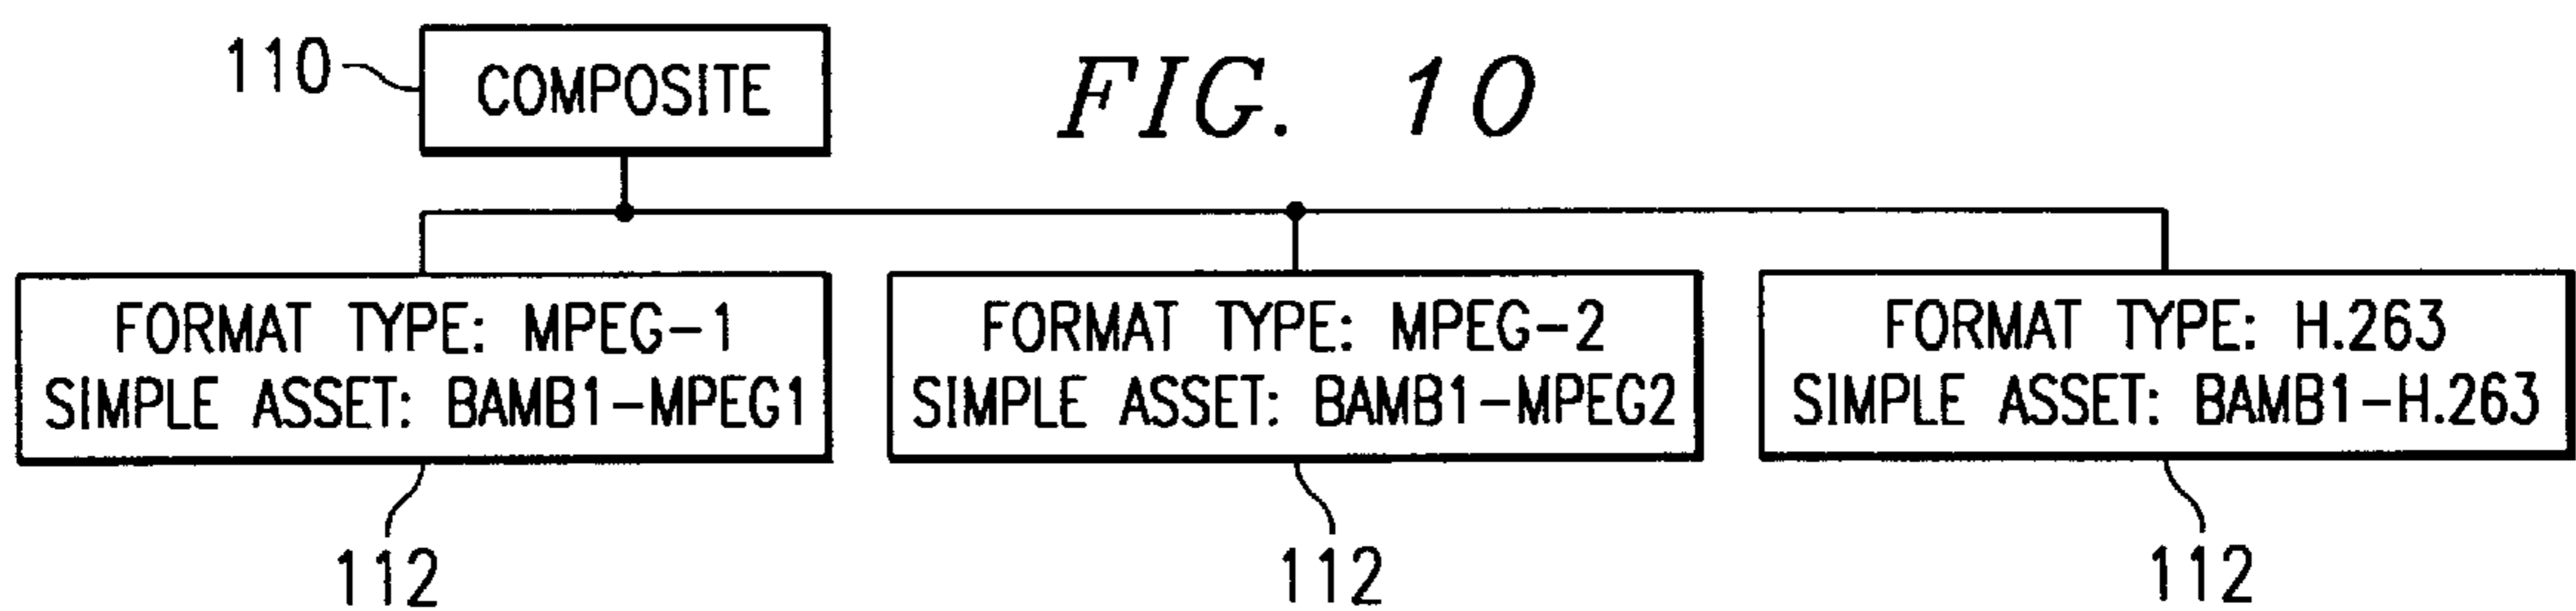 110
COMPOSITE
FIG. 10
FORMAT TYPE: MPEG-1
SIMPLE ASSET: BAMB1-MPEG1
FORMAT TYPE: MPEG-2
SIMPLE ASSET: BAMB1-MPEG2
FORMAT TYPE: H.263
SIMPLE ASSET: BAMB1-H.263
112
112
112